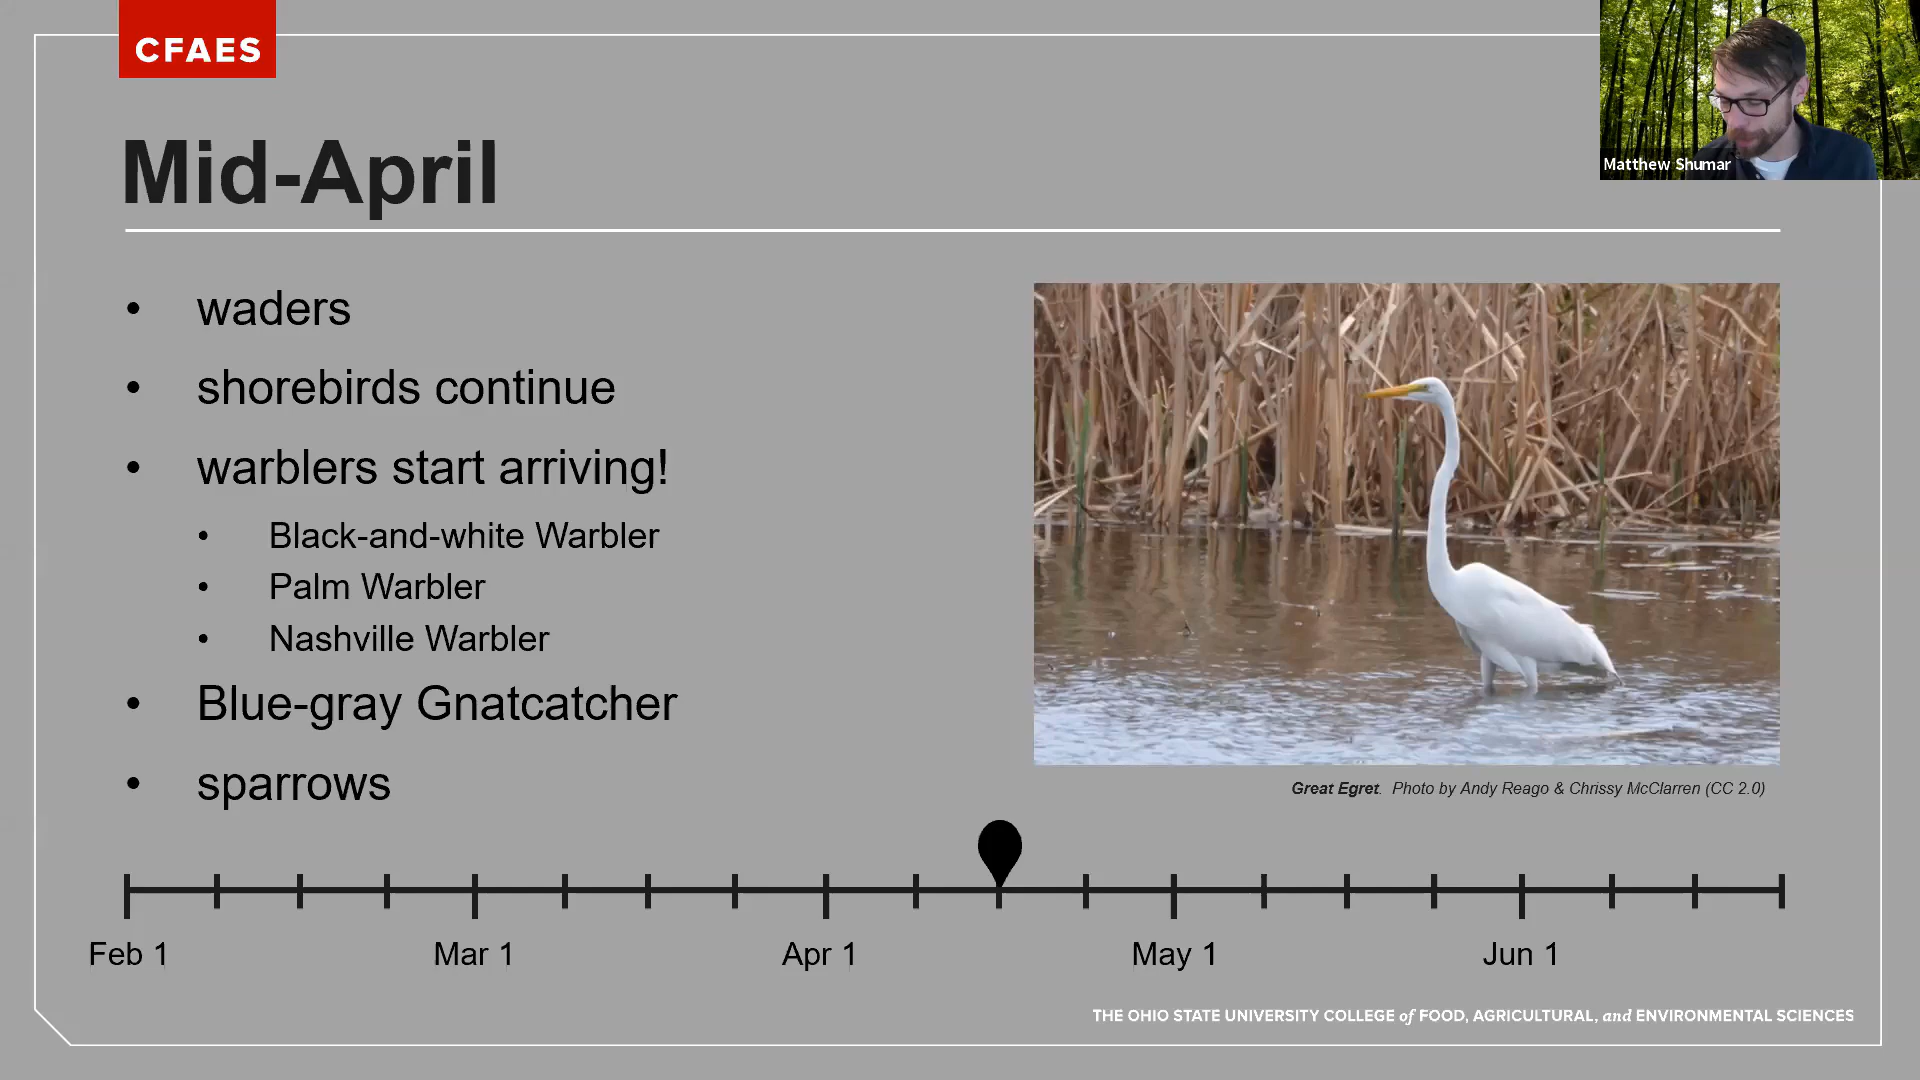 CFAES
Matthew Shumar
Mid-April
• waders
• shorebirds continue
• warblers start arriving!
• Black-and-white Warbler
• Palm Warbler
• Nashville Warbler
• Blue-gray Gnatcatcher
• sparrows
Great Egret. Photo by Andy Reago & Chrissy McClarren (CC 2.0)
Feb 1 Mar 1 Apr 1 May 1 Jun 1
THE OHIO STATE UNIVERSITY COLLEGE of FOOD, AGRICULTURAL, and ENVIRONMENTAL SCIENCES